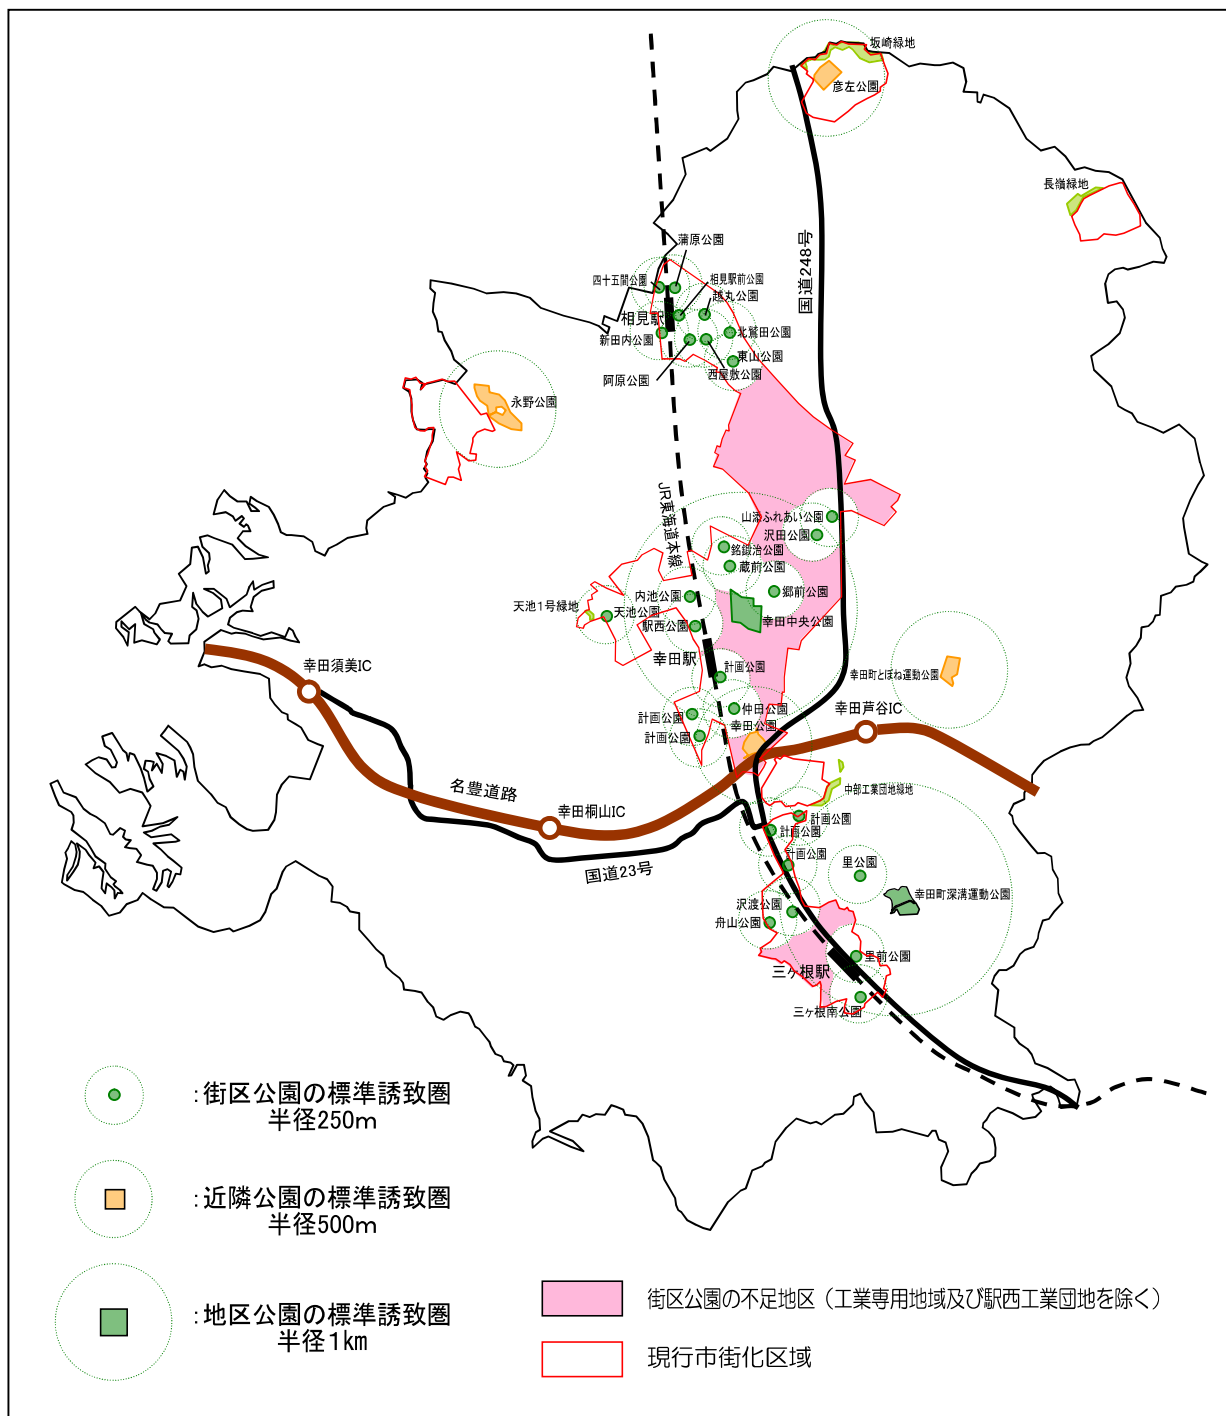 坂崎緑地
彦左公園
長嶺緑地
国道248号
蒲原公園
四十五間公園
相見駅前公園
越丸公園
相見駅
新田内公園
北鷲田公園
東山公園
西屋敷公園
阿原公園
永野公園
JR東海道本線
山添ふれあい公園
沢田公園
銘鍛治公園
蔵前公園
内池公園
郷前公園
天池1号緑地
天池公園
駅西公園
幸田中央公園
幸田駅
計画公園
幸田町とぼね運動公園
幸田須美IC
計画公園
仲田公園
幸田芦谷IC
幸田公園
計画公園
名豊道路
中部工業団地緑地
幸田桐山IC
計画公園
計画公園
計画公園
国道23号
里公園
幸田町深溝運動公園
沢渡公園
舟山公園
里前公園
三ヶ根駅
三ヶ根南公園
:街区公園の標準誘致圏
半径250m
:近隣公園の標準誘致圏
半径500m
:地区公園の標準誘致圏
半径1km
街区公園の不足地区(工業専用地域及び駅西工業団地を除く)
現行市街化区域